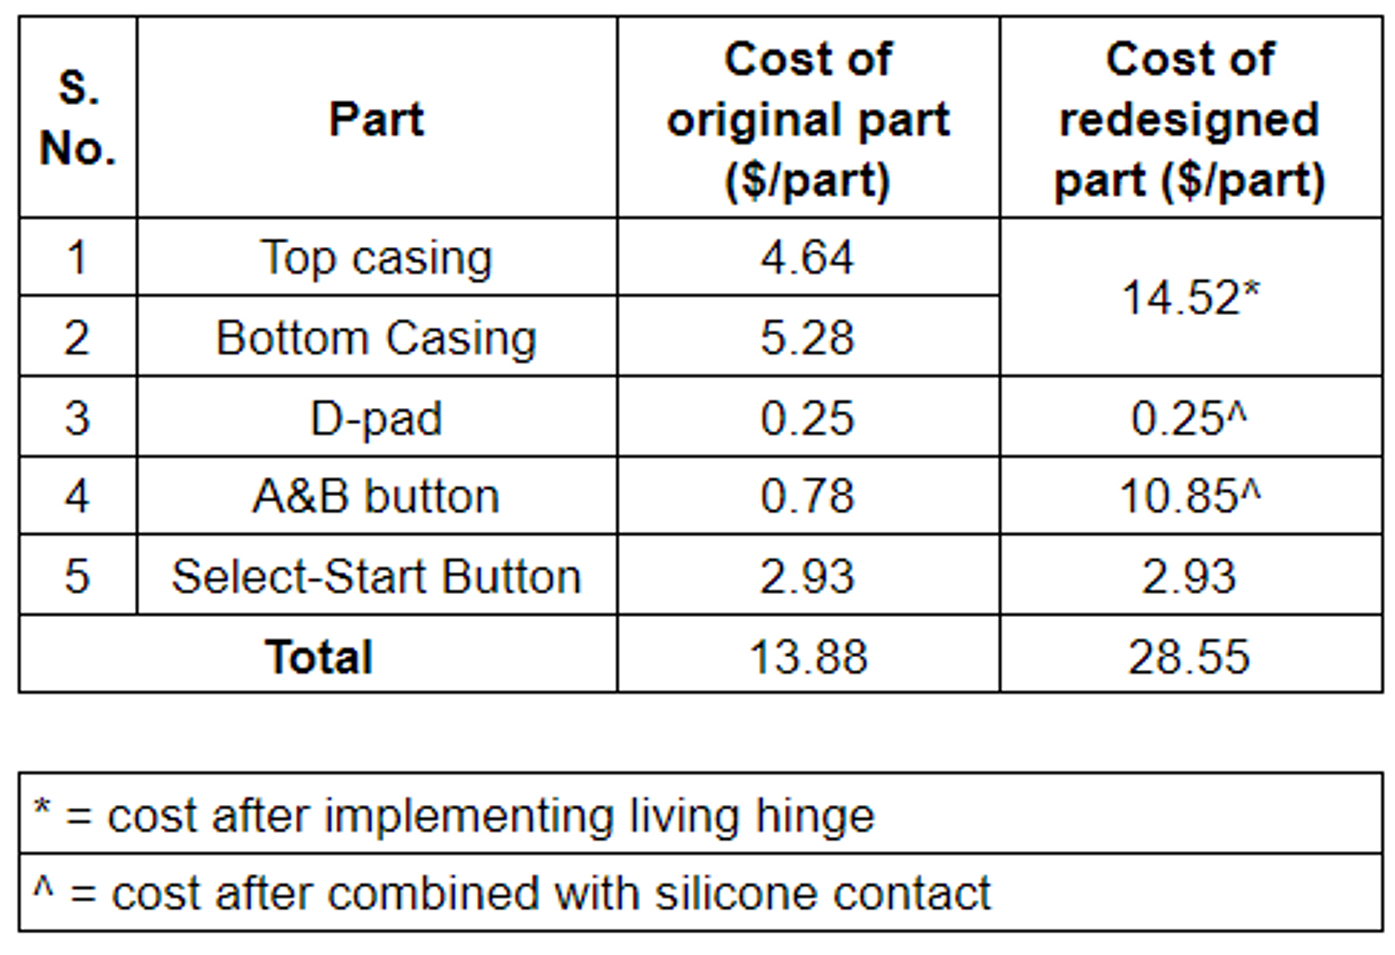 S. No. Part Cost of original part ($/part) Cost of redesigned part ($/part)
1 Top casing 4.64 14.52*
2 Bottom Casing 5.28
3 D-pad 0.25 0.25^
4 A&B button 0.78 10.85^
5 Select-Start Button 2.93 2.93
Total 13.88 28.55
* = cost after implementing living hinge
^ = cost after combined with silicone contact